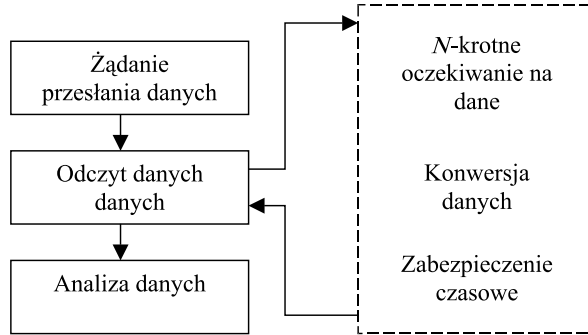 Żądanie
przesłania danych
Odczyt danych
danych
Analiza danych
N-krotne
oczekiwanie na
dane
Konwersja
danych
Zabezpieczenie
czasowe